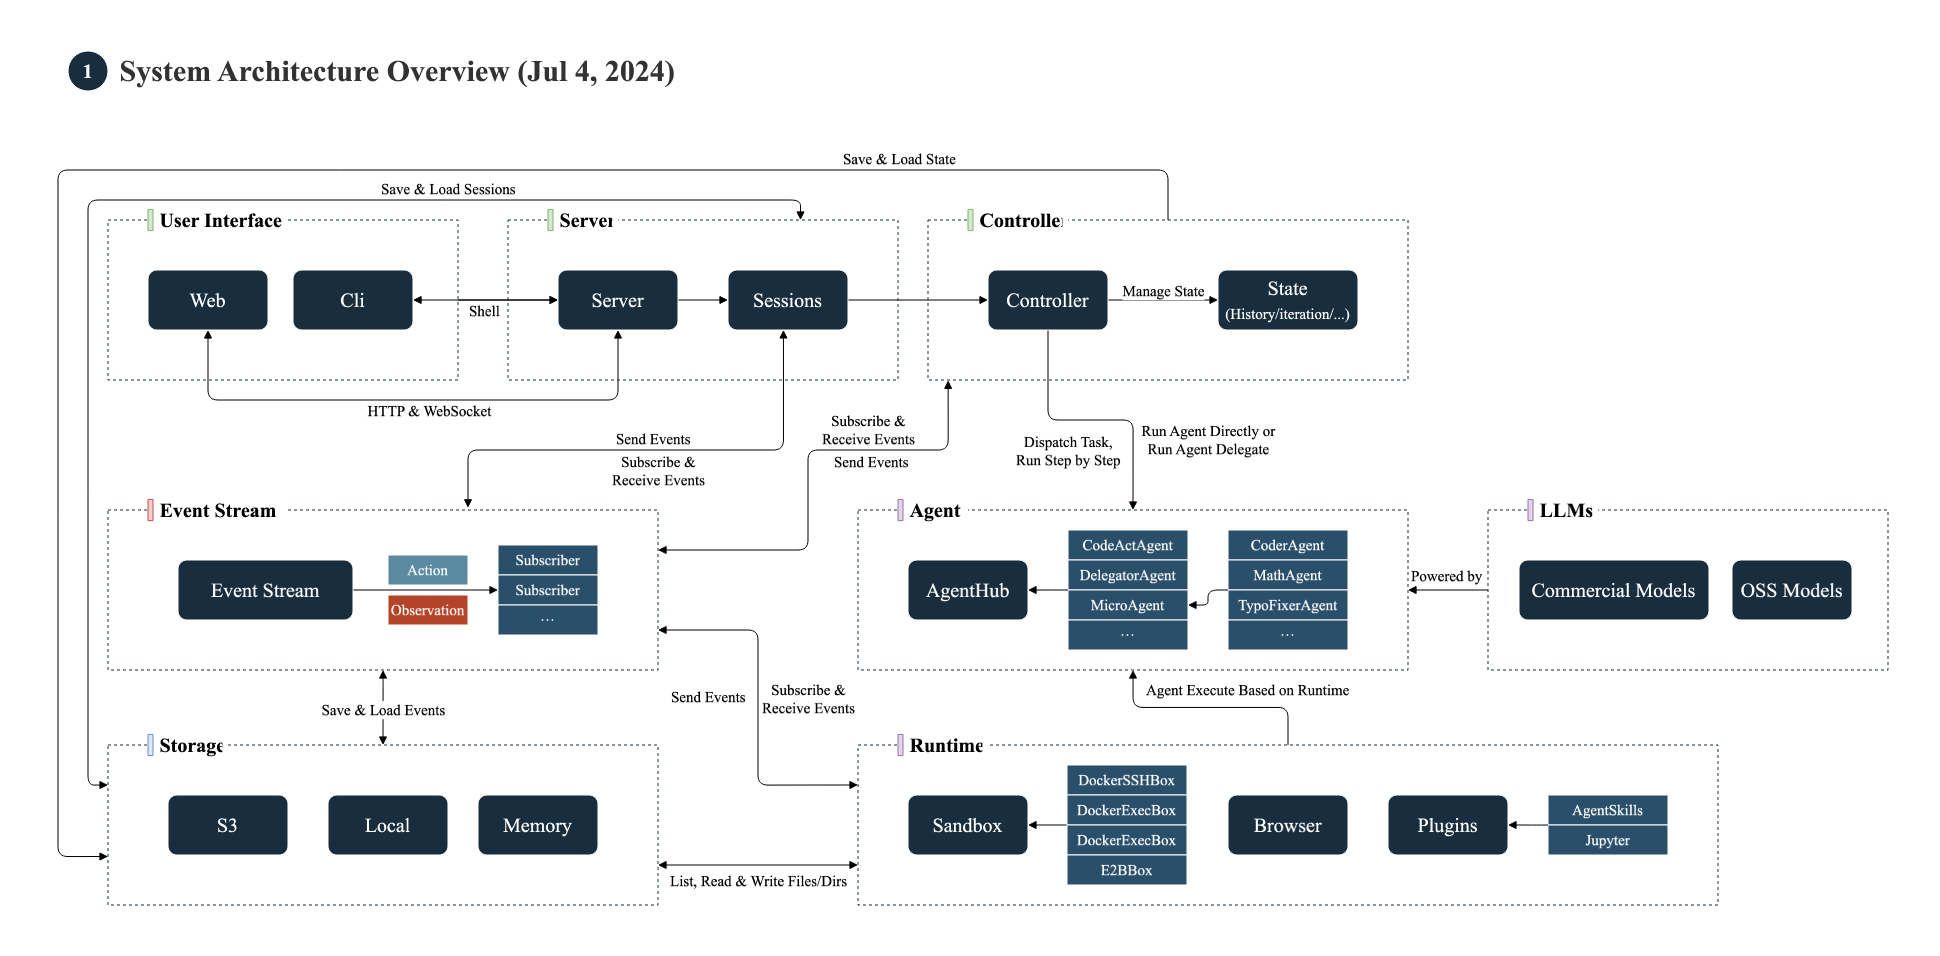 1 System Architecture Overview (Jul 4, 2024)
Save & Load State
Save & Load Sessions
User Interface
Server
Controller
Web
Cli
Shell
Server
Sessions
Controller
Manage State
State
(History/iteration/...)
HTTP & WebSocket
Send Events
Subscribe &
Receive Events
Subscribe &
Receive Events
Send Events
Dispatch Task,
Run Step by Step
Run Agent Directly or
Run Agent Delegate
Event Stream
Event Stream
Action
Observation
Subscriber
Subscriber
...
Agent
AgentHub
CodeActAgent
DelegatorAgent
MicroAgent
...
CoderAgent
MathAgent
TypoFixerAgent
...
Powered by
LLMs
Commercial Models
OSS Models
Save & Load Events
Send Events
Subscribe &
Receive Events
Agent Execute Based on Runtime
Storage
S3
Local
Memory
List, Read & Write Files/Dirs
Runtime
Sandbox
DockerSSHBox
DockerExecBox
DockerExecBox
E2BBox
Browser
Plugins
AgentSkills
Jupyter